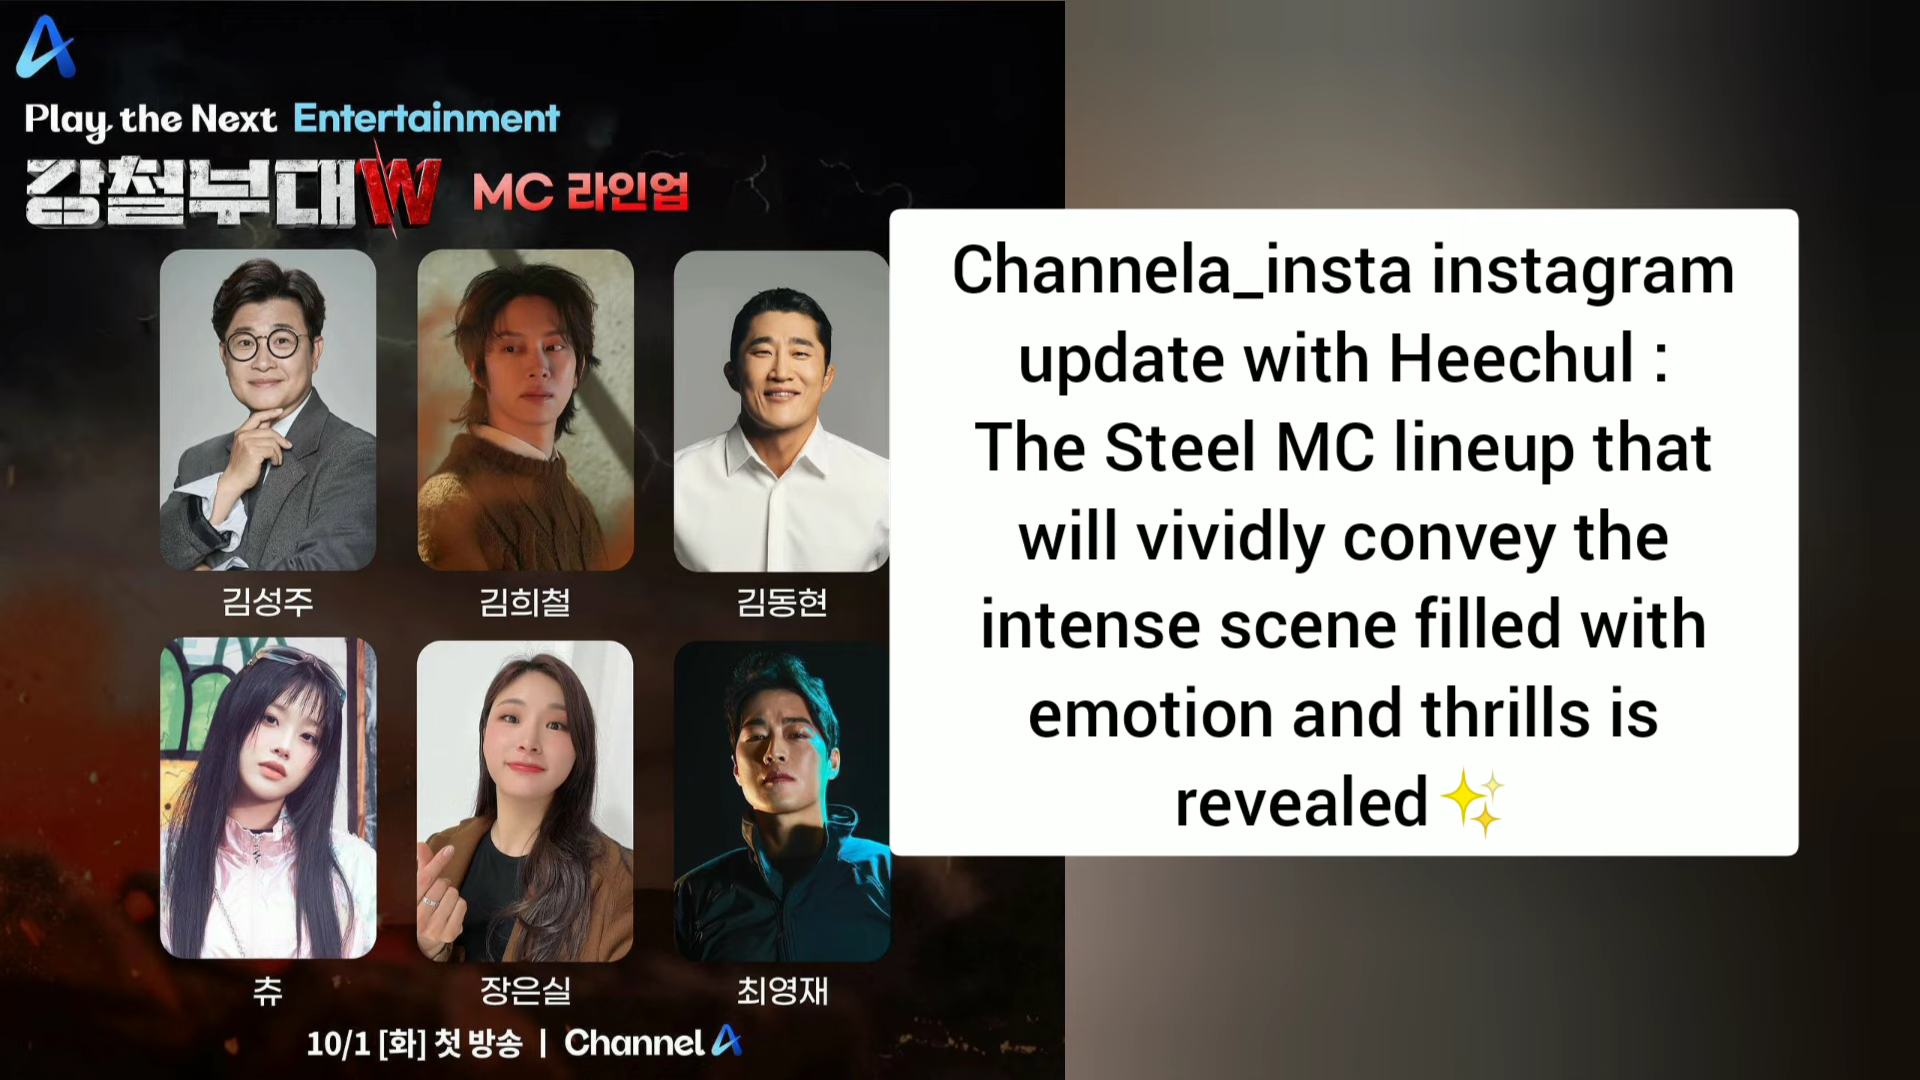 Play, the Next Entertainment
강철부대W MC 라인업
김성주 김희철 김동현
츄 장은실 최영재
10/1 [화] 첫 방송 | Channel A
Channela_insta instagram
update with Heechul :
The Steel MC lineup that
will vividly convey the
intense scene filled with
emotion and thrills is
revealed✨